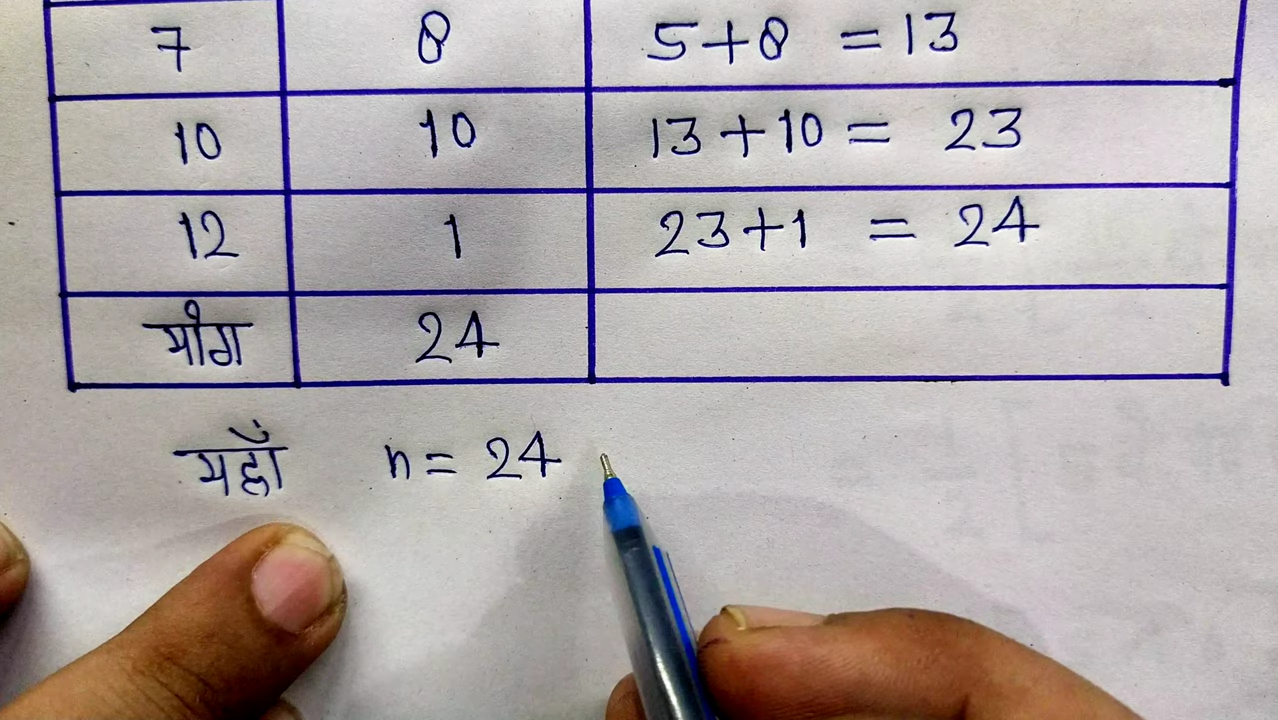 7 8 5+8 = 13
10 10 13+10 = 23
12 1 23+1 = 24
योग 24
यहाँ n = 24